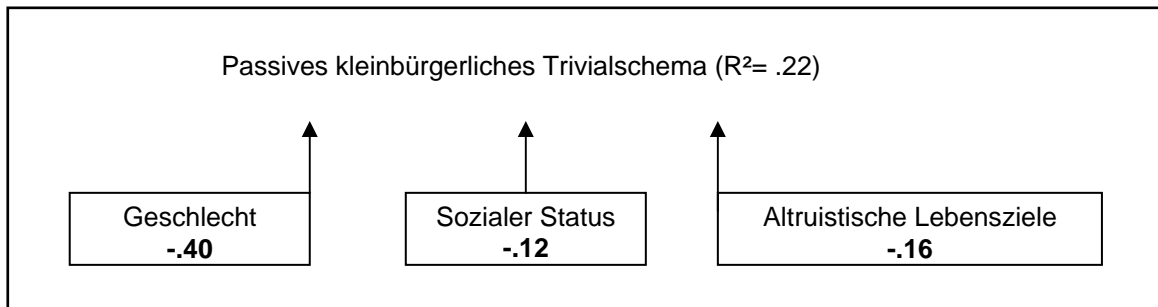 Passives kleinbürgerliches Trivialschema (R²= .22)
Geschlecht
-.40
Sozialer Status
-.12
Altruistische Lebensziele
-.16